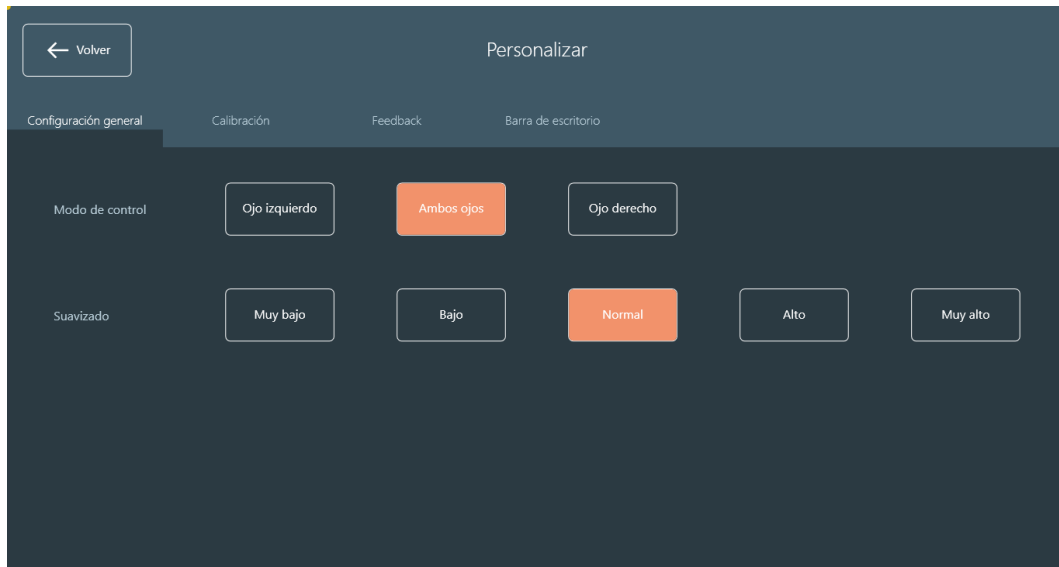 Volver
Personalizar
Configuración general
Calibración
Feedback
Barra de escritorio
Modo de control
Ojo izquierdo
Ambos ojos
Ojo derecho
Suavizado
Muy bajo
Bajo
Normal
Alto
Muy alto